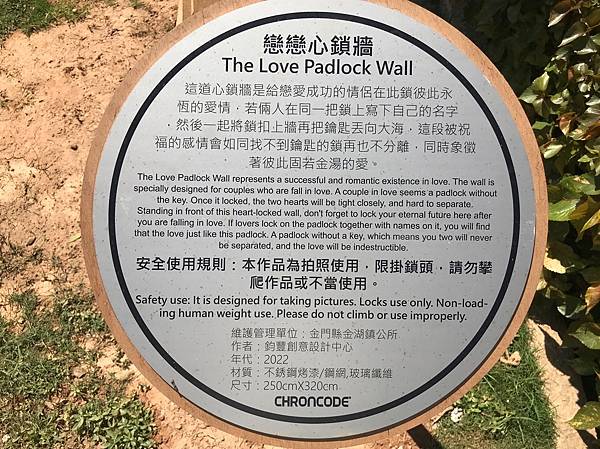 戀戀心鎖牆
The Love Padlock Wall
這道心鎖牆是給戀愛成功的情侶在此鎖彼此永
恆的愛情，若倆人在同一把鎖上寫下自己的名字
，然後一起將鎖扣上牆再把鑰匙丟向大海，這段被祝
福的感情會如同找不到鑰匙的鎖再也不分離，同時象徵
著彼此固若金湯的愛。
The Love Padlock Wall represents a successful and romantic existence in love. The wall is
specially designed for couples who are fall in love. A couple in love seems a padlock without
the key. Once it locked, the two hearts will be tight closely, and hard to separate.
Standing in front of this heart-locked wall, don't forget to lock your eternal future here after
you are falling in love. If lovers lock on the padlock together with names on it, you will find
that the love just like this padlock. A padlock without a key, which means you two will never
be separated, and the love will be indestructible.
安全使用規則：本作品為拍照使用，限掛鎖頭，請勿攀
爬作品或不當使用。
Safety use: It is designed for taking pictures. Locks use only. Non-load-
ing human weight use. Please do not climb or use improperly.
維護管理單位：金門縣金湖鎮公所
作者：鈞豐創意設計中心
年代：2022
材質：不銹鋼烤漆/鋼網,玻璃纖維
尺寸：250cmX320cm
CHRONCODE